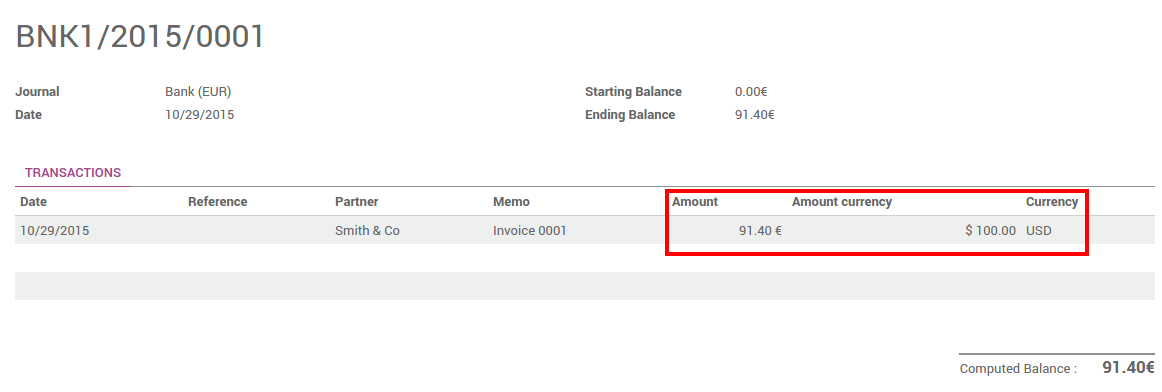 BNK1/2015/0001
Journal Bank (EUR) Starting Balance 0.00€
Date 10/29/2015 Ending Balance 91.40€
TRANSACTIONS
Date Reference Partner Memo Amount Amount currency Currency
10/29/2015 Smith & Co Invoice 0001 91.40 € $ 100.00 USD
Computed Balance : 91.40€